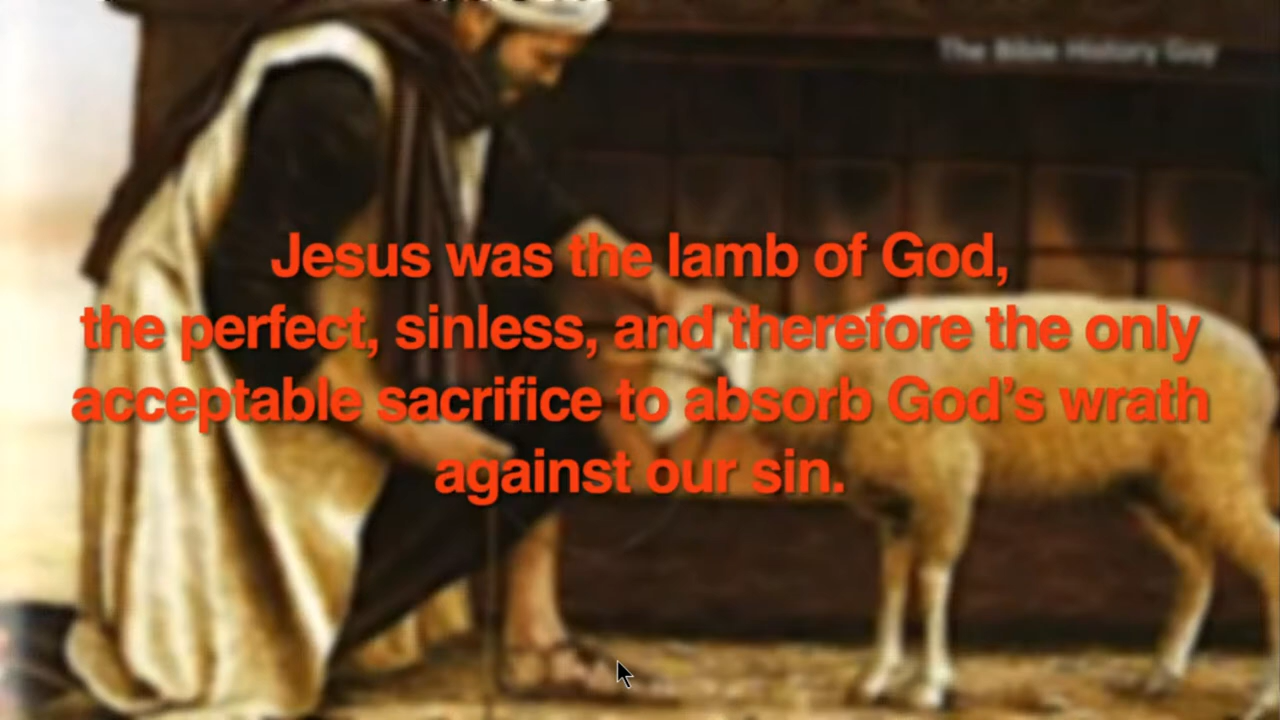 The Bible History Guy
Jesus was the lamb of God,
the perfect, sinless, and therefore the only
acceptable sacrifice to absorb God’s wrath
against our sin.